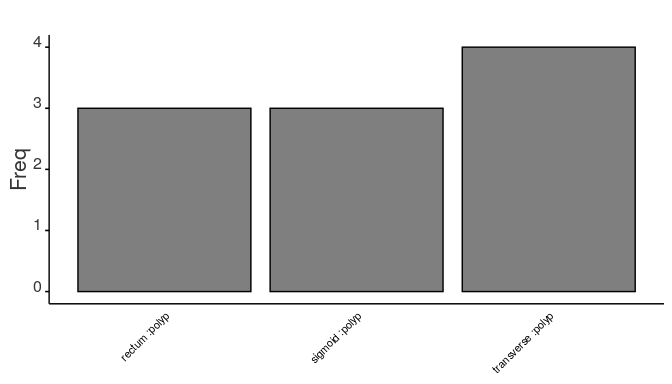 Freq
4
3
2
1
0
rectum :polyp
sigmoid :polyp
transverse :polyp